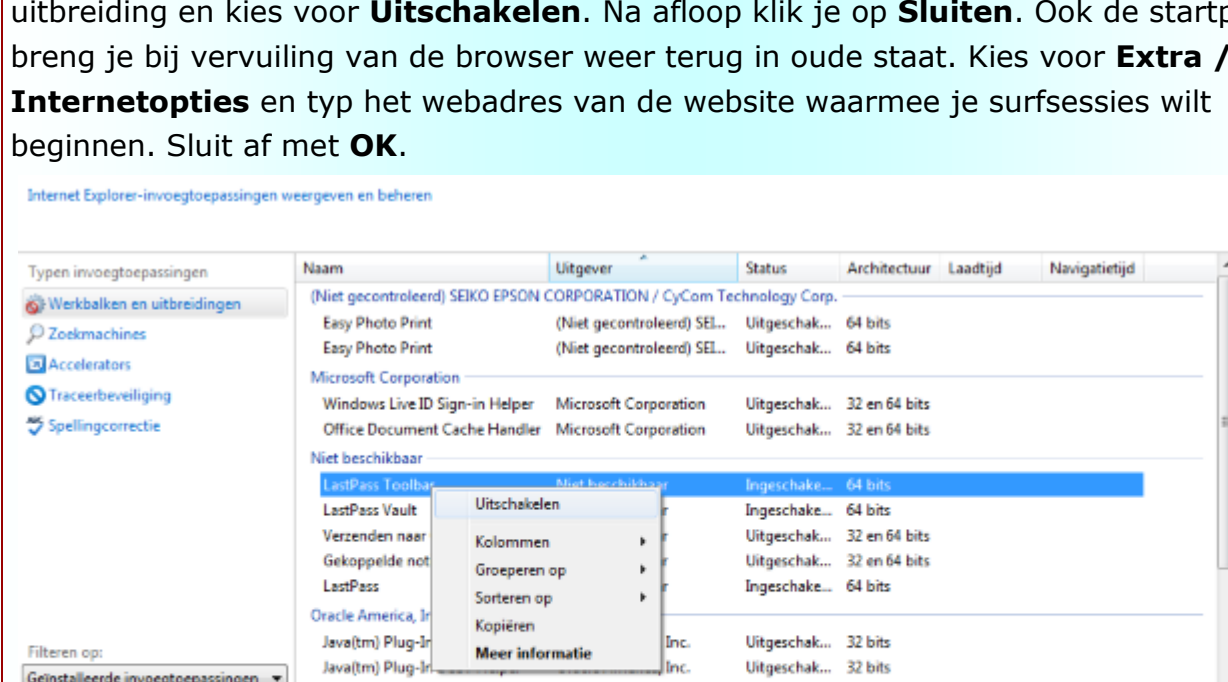 uitbreiding en kies voor Uitschakelen. Na afloop klik je op Sluiten. Ook de startp
breng je bij vervuiling van de browser weer terug in oude staat. Kies voor Extra /
Internetopties en typ het webadres van de website waarmee je surfsessies wilt
beginnen. Sluit af met OK.
Internet Explorer-invoegtoepassingen weergeven en beheren
Typen invoegtoepassingen
Werkbalken en uitbreidingen
Zoekmachines
Accelerators
Traceerbeveiliging
Spellingcorrectie
Filteren op:
Geïnstalleerde invoegtoepassingen
Naam Uitgever Status Architectuur Laadtijd Navigatietijd
(Niet gecontroleerd) SEIKO EPSON CORPORATION / CyCom Technology Corp.
Easy Photo Print (Niet gecontroleerd) SEI... Uitgeschak... 64 bits
Easy Photo Print (Niet gecontroleerd) SEI... Uitgeschak... 64 bits
Microsoft Corporation
Windows Live ID Sign-in Helper Microsoft Corporation Uitgeschak... 32 en 64 bits
Office Document Cache Handler Microsoft Corporation Uitgeschak... 32 en 64 bits
Niet beschikbaar
LastPass Toolbar Niet beschikbaar Ingeschake... 64 bits
LastPass Vault Ingeschake... 64 bits
Verzenden naar Uitgeschak... 32 en 64 bits
Gekoppelde not Uitgeschak... 32 en 64 bits
LastPass Ingeschake... 64 bits
Oracle America, In
Java(tm) Plug-In Inc. Uitgeschak... 32 bits
Java(tm) Plug-In Inc. Uitgeschak... 32 bits
Uitschakelen
Kolommen
Groeperen op
Sorteren op
Kopiëren
Meer informatie